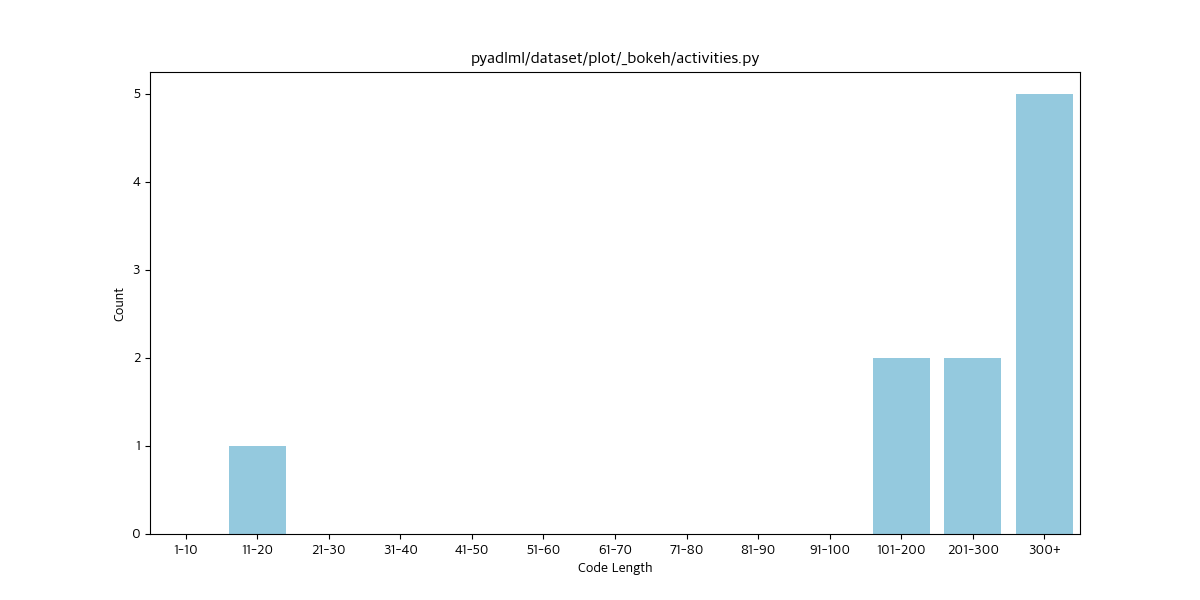 pyadlml/dataset/plot/_bokeh/activities.py
5
4
3
2
1
0
Count
1-10 11-20 21-30 31-40 41-50 51-60 61-70 71-80 81-90 91-100 101-200 201-300 300+
Code Length